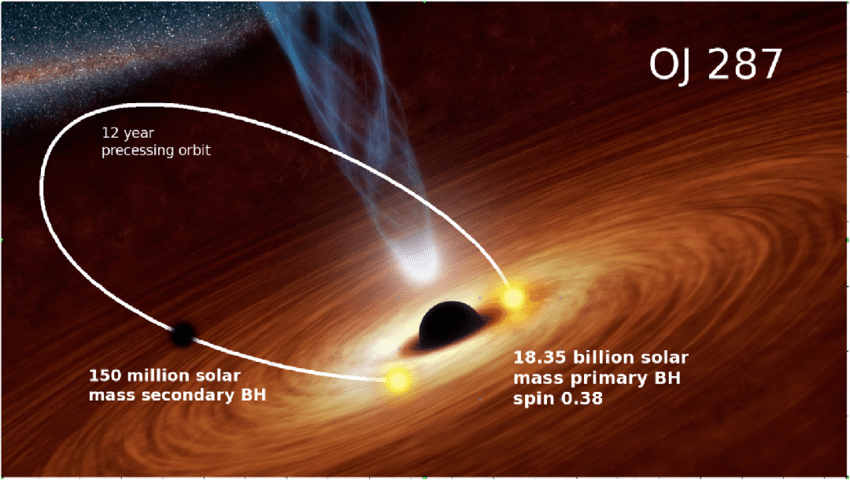 OJ 287
12 year
precessing orbit
150 million solar
mass secondary BH
18.35 billion solar
mass primary BH
spin 0.38